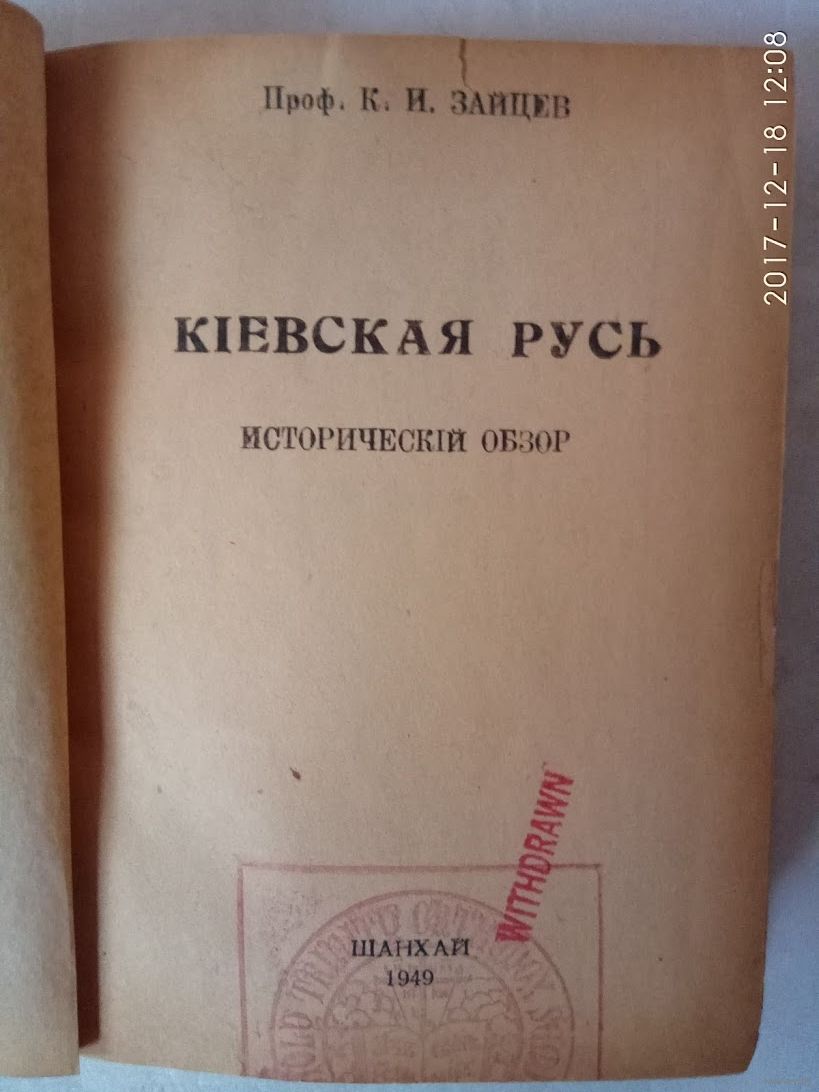 Проф. К. И. ЗАЙЦЕВ
КІЕВСКАЯ РУСЬ
ИСТОРИЧЕСКІЙ ОБЗОР
WITHDRAWN
ШАНХАЙ
1949
2017-12-18 12:08